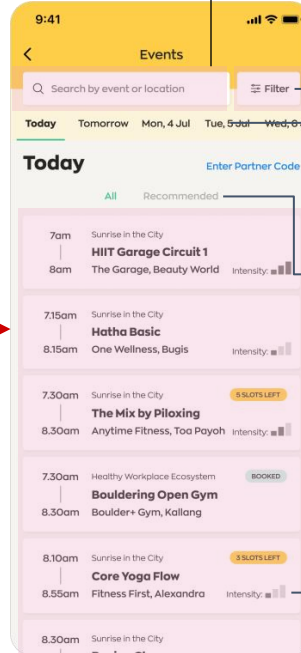 9:41
Events
Search by event or location
Filter
Today Tomorrow Mon, 4 Jul Tue, 5 Jul Wed, 6
Today
Enter Partner Code
All Recommended
7am Sunrise in the City
HIIT Garage Circuit 1
8am The Garage, Beauty World Intensity:
7.15am Sunrise in the City
Hatha Basic
8.15am One Wellness, Bugis Intensity:
7.30am Sunrise in the City 5 SLOTS LEFT
The Mix by Piloxing
8.30am Anytime Fitness, Toa Payoh Intensity:
7.30am Healthy Workplace Ecosystem BOOKED
Bouldering Open Gym
8.30am Boulder+ Gym, Kallang
8.10am Sunrise in the City 3 SLOTS LEFT
Core Yoga Flow
8.55am Fitness First, Alexandra Intensity:
8.30am Sunrise in the City